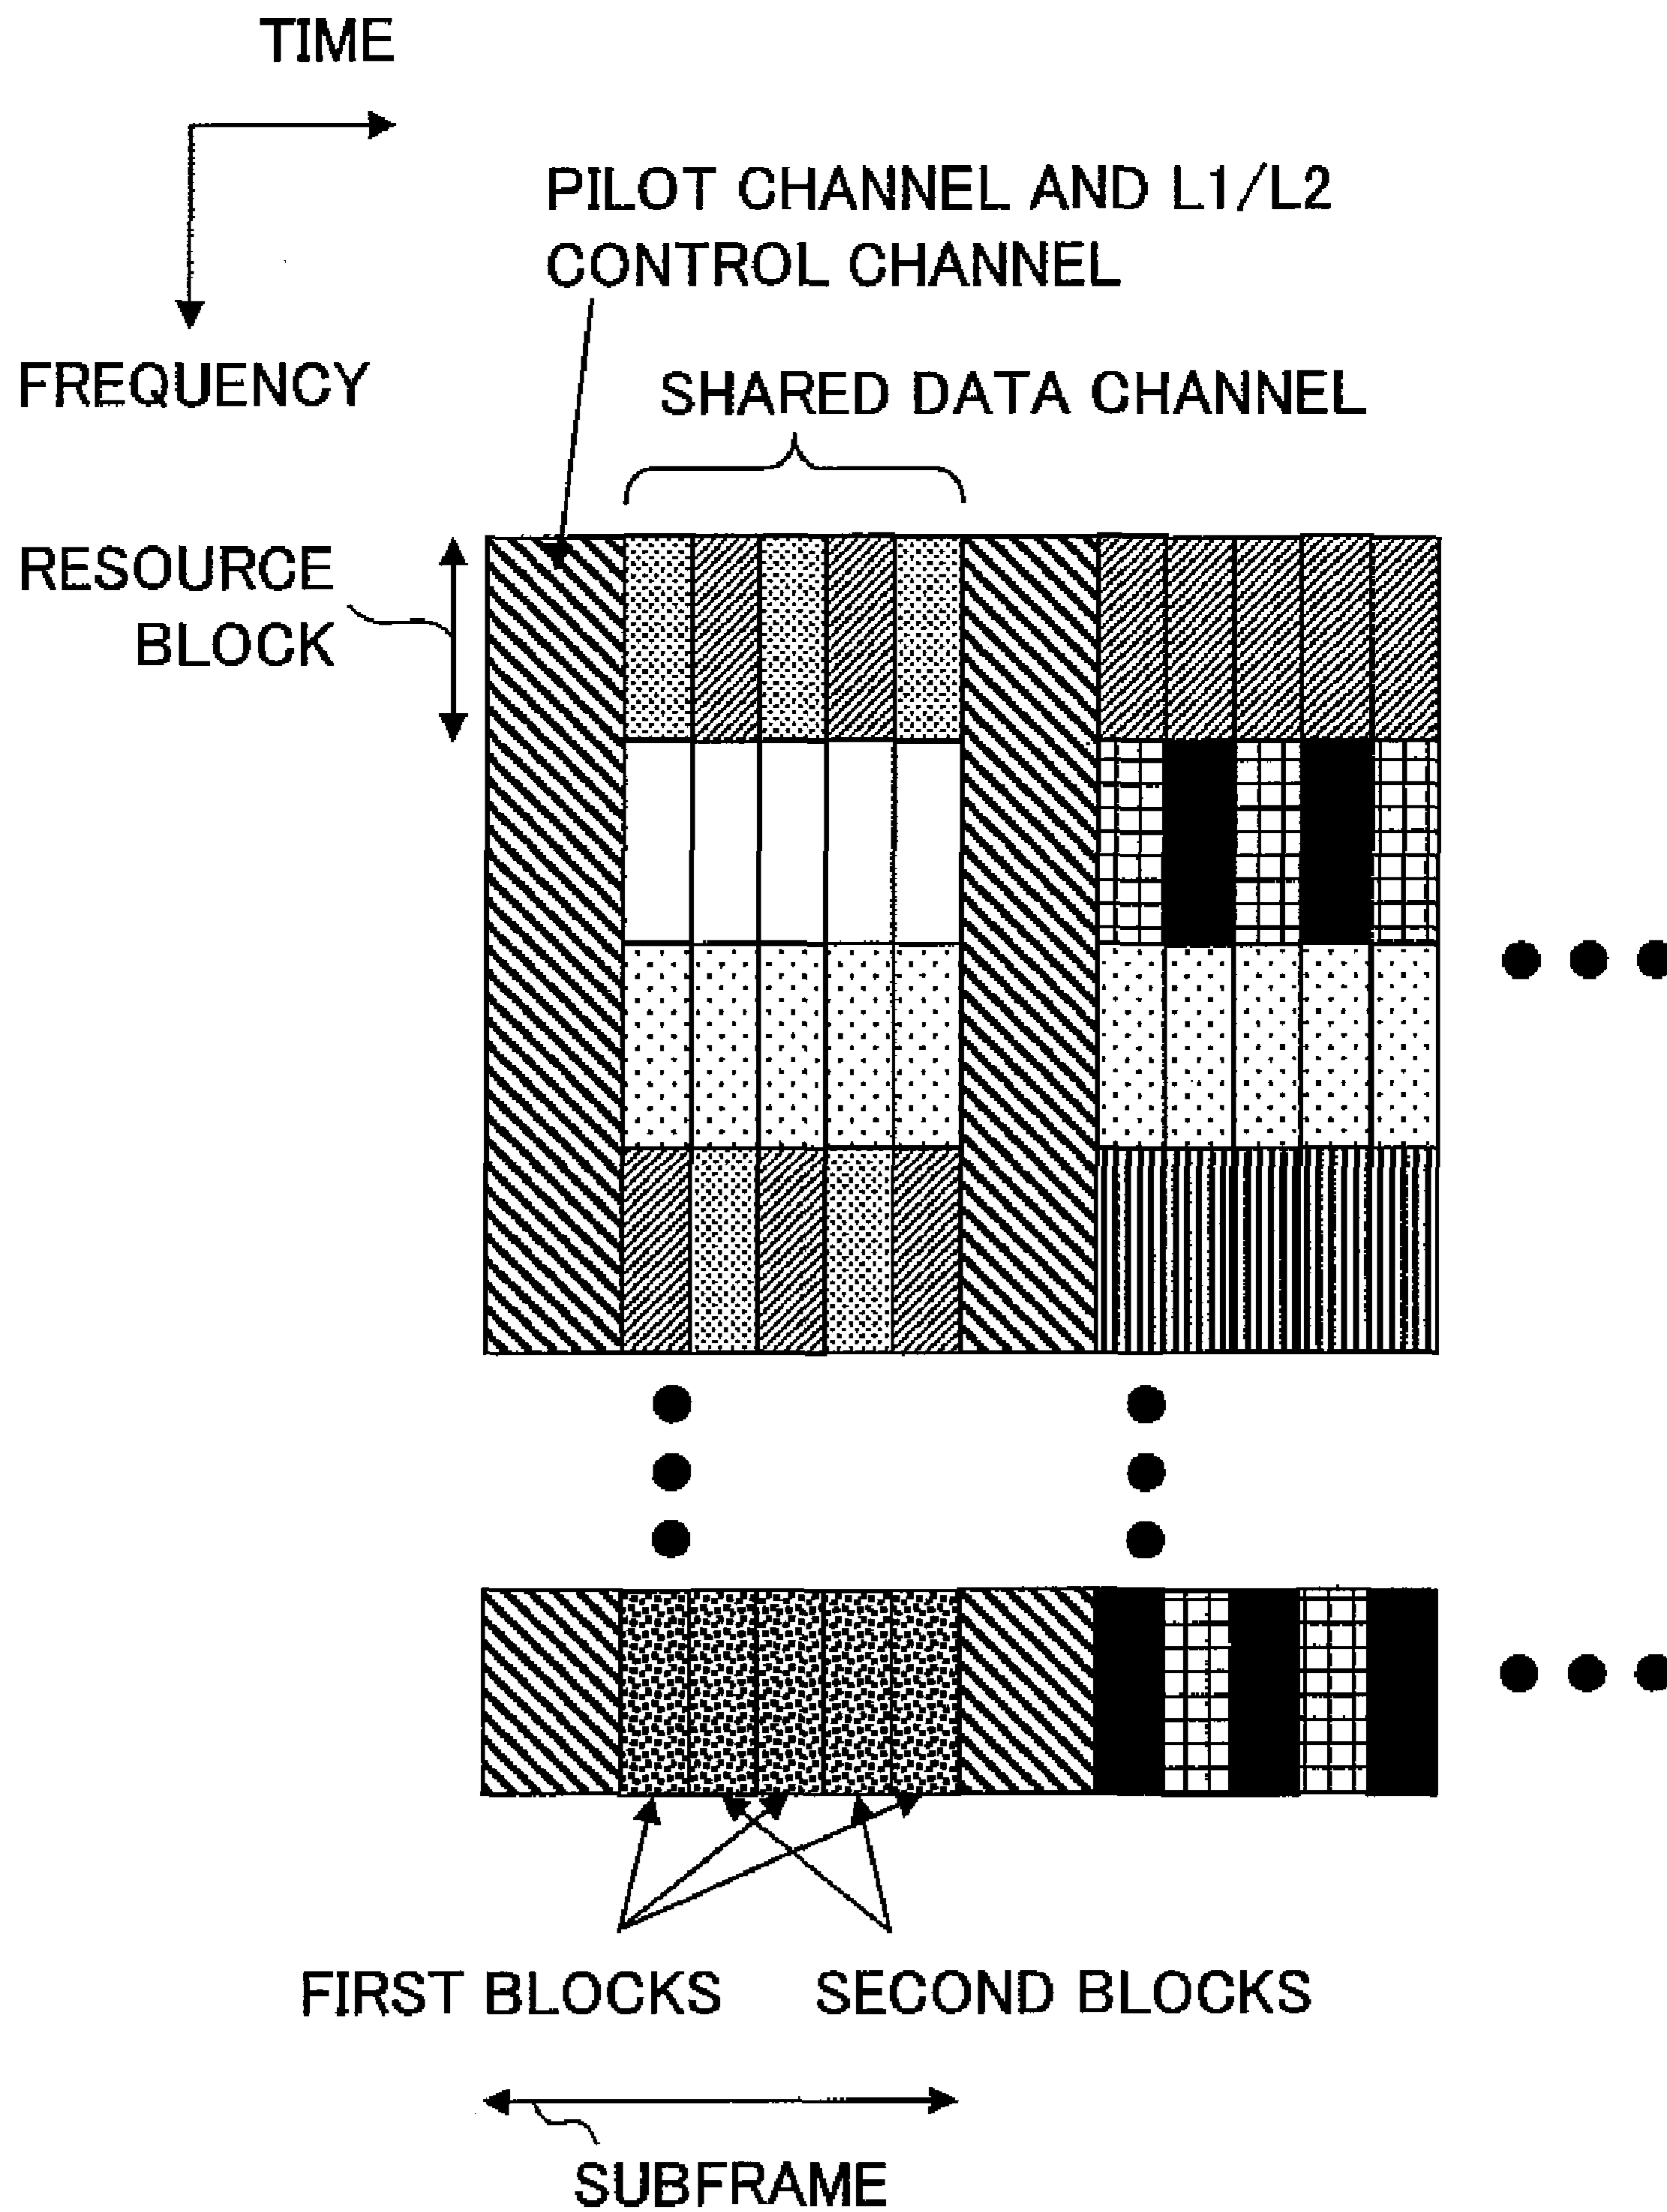 TIME
FREQUENCY
PILOT CHANNEL AND L1/L2
CONTROL CHANNEL
SHARED DATA CHANNEL
RESOURCE
BLOCK
FIRST BLOCKS
SECOND BLOCKS
SUBFRAME